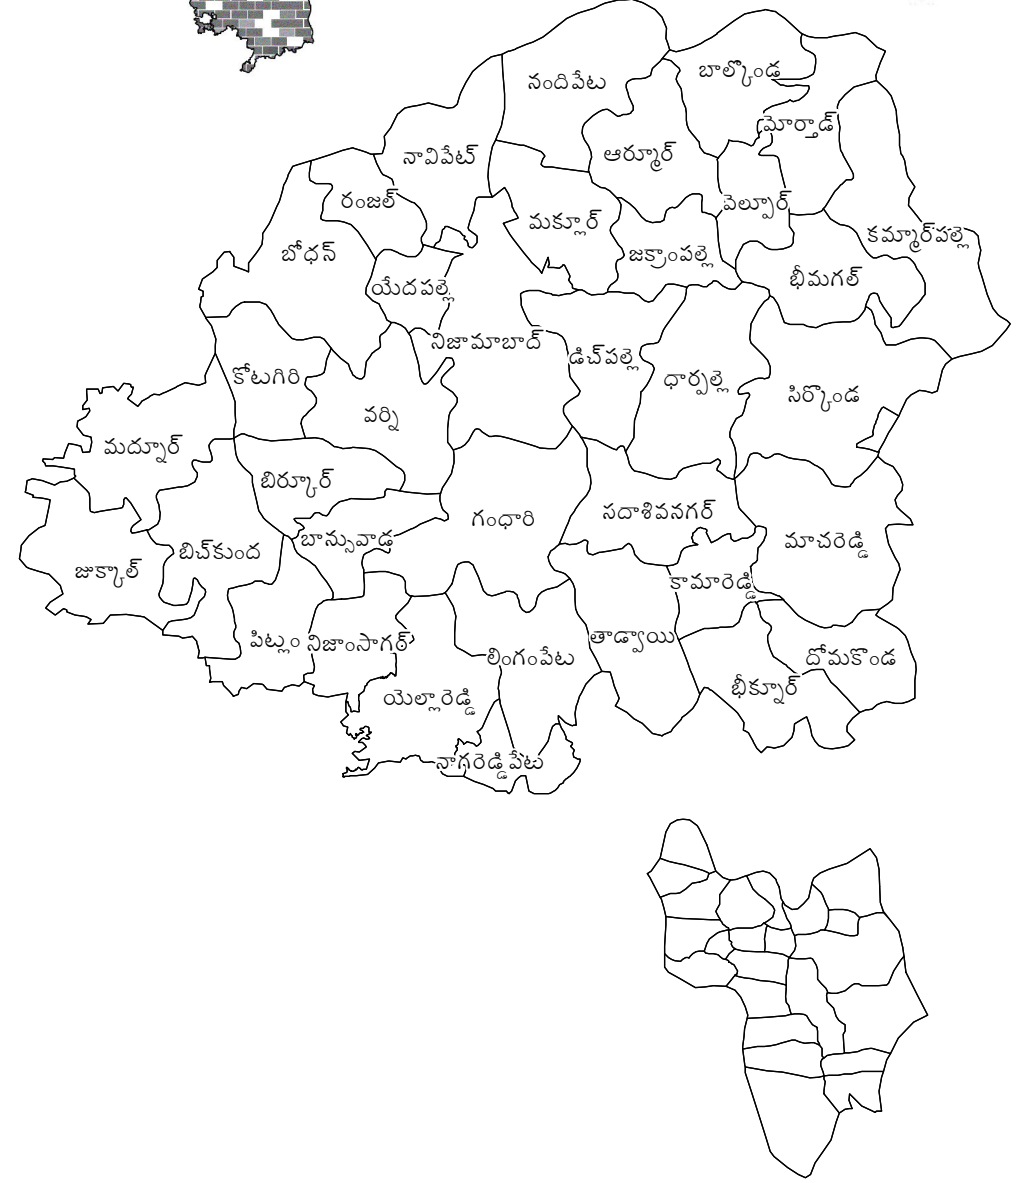 నందిపేట
బాల్కొండ
మోర్తాడ్
ఆర్మూర్
నావిపేట్
రంజల్
వేల్పూర్
మక్లూర్
కమ్మార్‌పల్లె
బోధన్
జక్రాంపల్లె
భీమగల్
యేదపల్లె
నిజామాబాద్
డిచ్‌పల్లె
కోటగిరి
ధార్పల్లె
సిర్కొండ
వర్ని
మద్నూర్
బిర్కూర్
సదాశివనగర్
గంధారి
బాన్సువాడ
మాచరెడ్డి
బిచ్‌కుంద
జుక్కాల్
కామారెడ్డి
పిట్లం
నిజాంసాగర్
తాడ్వాయి
లింగంపేట
దోమకొండ
భీక్నూర్
యెల్లారెడ్డి
నాగరెడ్డిపేట